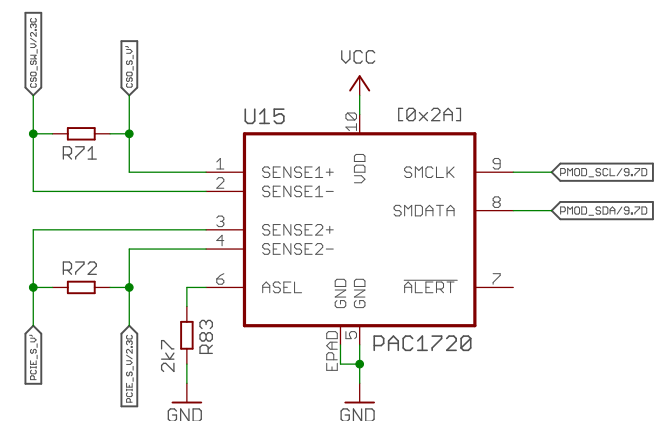 CSO_SW_V/2.3C
CSO_S_V'
VCC
U15
[0x2A]
10
R71
1
SENSE1+
VDD
SMCLK
9
PMOD_SCL/9.7D
2
SENSE1-
3
SENSE2+
SMDATA
8
PMOD_SDA/9.7D
4
SENSE2-
R72
6
ASEL
GND
GND
ALERT
7
PCIE_S_V'
PCIE_S_V/2.3C
2k7
R83
EPAD
5
PAC1720
GND
GND